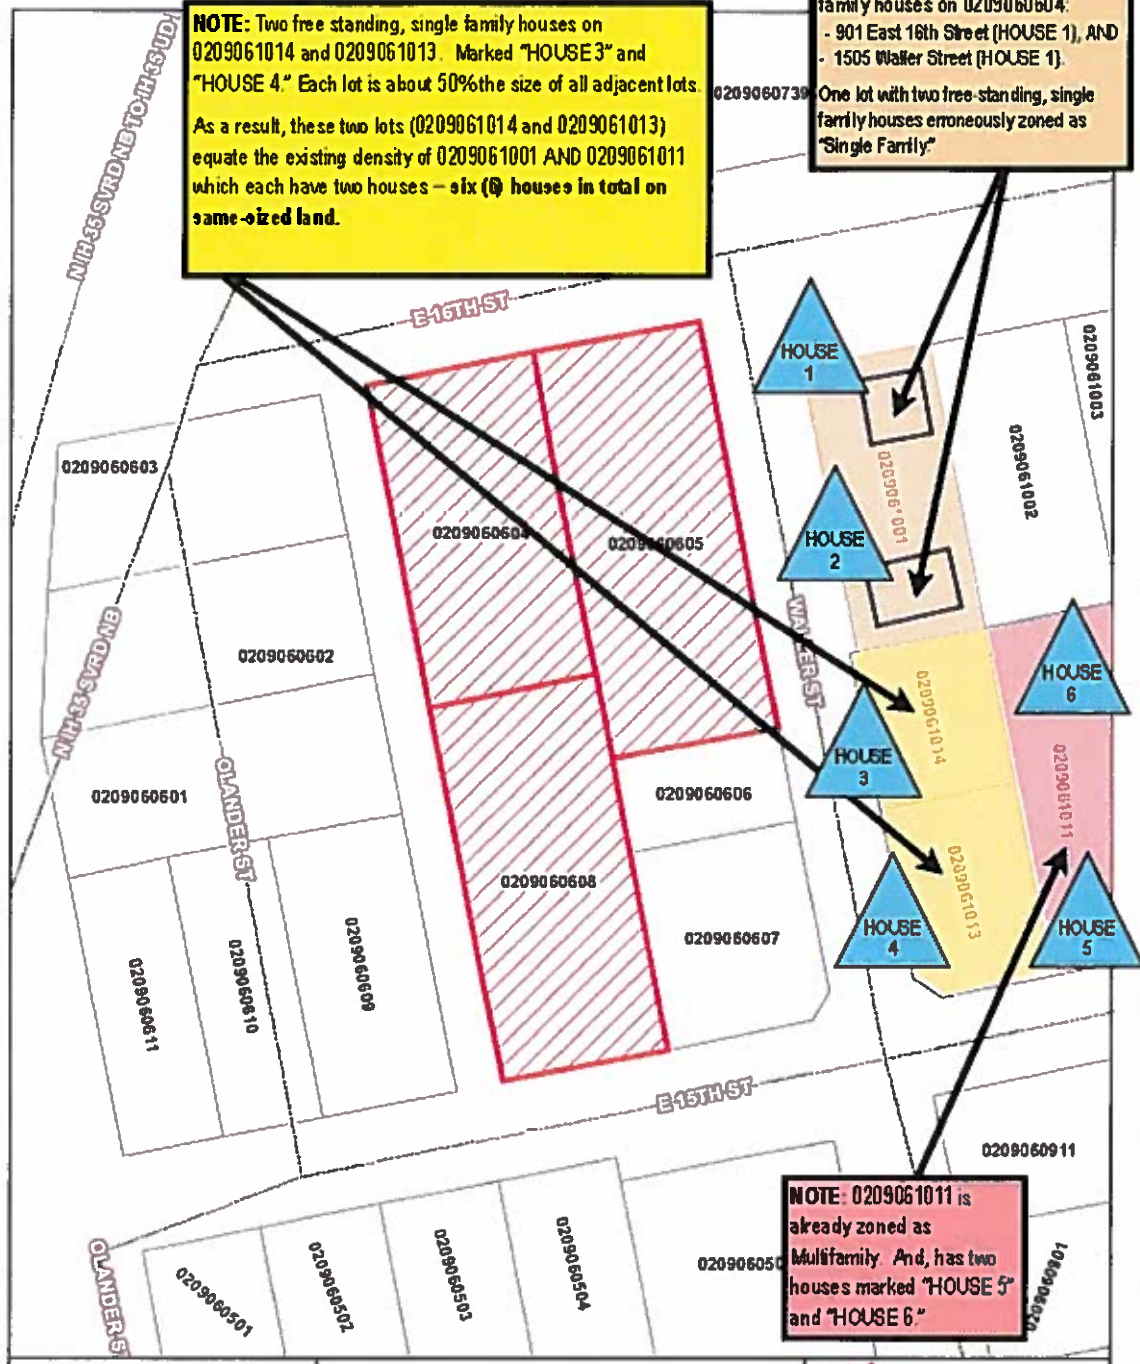 NOTE: Two free standing, single family houses on
0209061014 and 0209061013. Marked "HOUSE 3" and
"HOUSE 4." Each lot is about 50% the size of all adjacent lots.
As a result, these two lots (0209061014 and 0209061013)
equate the existing density of 0209061001 AND 0209061011
which each have two houses – six (6) houses in total on
same-sized land.
family houses on 0209060604:
- 901 East 16th Street (HOUSE 1), AND
- 1505 Waller Street (HOUSE 1).
One lot with two free-standing, single
family houses erroneously zoned as
"Single Family."
N IH 35 SVRD NB TO IH 35 UD
0209060739
E 16TH ST
HOUSE
1
0209061003
0209061002
0209060603
0209061001
0209060604
0209060605
HOUSE
2
WALLER ST
N IH 35 SVRD NB
0209060602
HOUSE
6
0209061014
HOUSE
3
0209061011
0209060601
OLANDER ST
0209060606
0209060608
0209061013
0209060607
HOUSE
4
HOUSE
5
0209060611
0209060610
0209060609
E 15TH ST
0209060911
NOTE: 0209061011 is
already zoned as
Multifamily. And, has two
houses marked "HOUSE 5"
and "HOUSE 6."
OLANDER S
0209060501
0209060502
0209060503
0209060504
020906050
0209060901